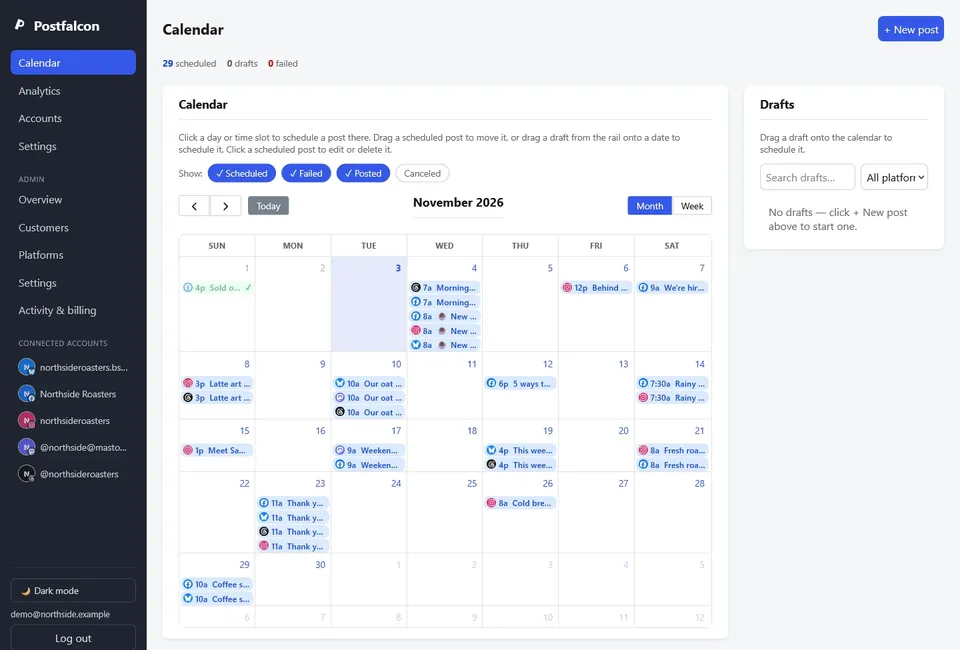 Postfalcon
Calendar
Analytics
Accounts
Settings
ADMIN
Overview
Customers
Platforms
Settings
Activity & billing
CONNECTED ACCOUNTS
northsideroasters.bs...
Northside Roasters
northsideroasters
@northside@masto...
@northsideroasters
🌙 Dark mode
demo@northside.example
Log out
Calendar
+ New post
29 scheduled 0 drafts 0 failed
Calendar
Click a day or time slot to schedule a post there. Drag a scheduled post to move it, or drag a draft from the rail onto a date to
schedule it. Click a scheduled post to edit or delete it.
Show: ✓ Scheduled ✓ Failed ✓ Posted Canceled
Today
November 2026
Month Week
SUN MON TUE WED THU FRI SAT
1 2 3 4 5 6 7
4p Sold o... ✓
7a Morning...
7a Morning...
8a New ...
8a New ...
8a New ...
12p Behind ...
9a We're hir...
8 9 10 11 12 13 14
3p Latte art ...
3p Latte art ...
10a Our oat ...
10a Our oat ...
10a Our oat ...
6p 5 ways t...
7:30a Rainy ...
7:30a Rainy ...
15 16 17 18 19 20 21
1p Meet Sa...
9a Weeken...
9a Weeken...
4p This wee...
4p This wee...
8a Fresh roa...
8a Fresh roa...
22 23 24 25 26 27 28
11a Thank y...
11a Thank y...
11a Thank y...
11a Thank y...
8a Cold bre...
29 30 1 2 3 4 5
10a Coffee s...
10a Coffee s...
6 7 8 9 10 11 12
Drafts
Drag a draft onto the calendar to
schedule it.
Search drafts...
All platforr
No drafts — click + New post
above to start one.